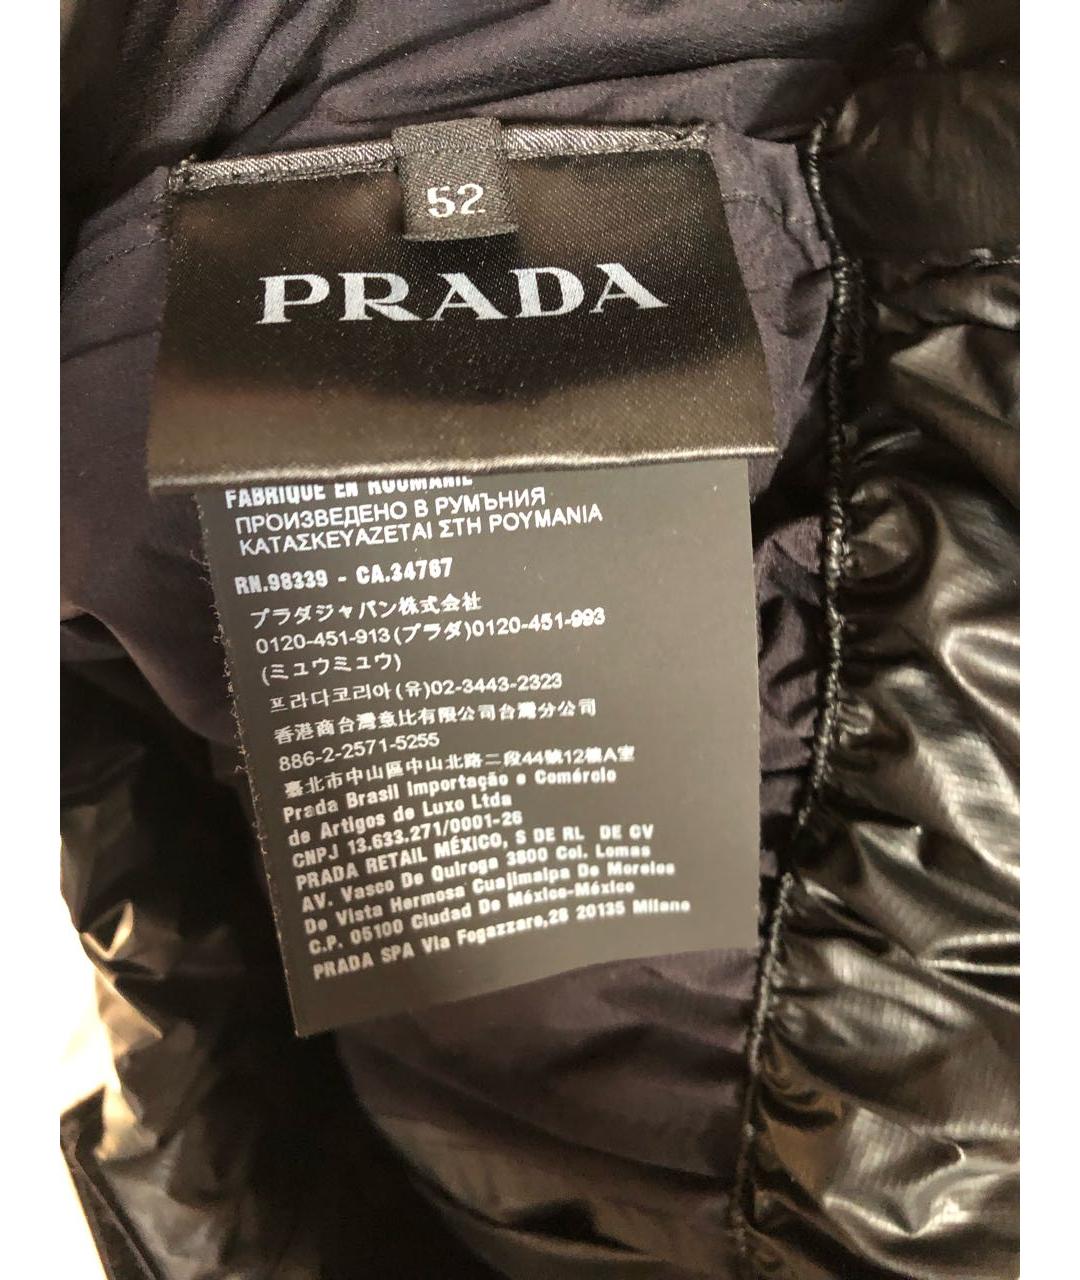 52
PRADA
FABRIQUÉ EN ROUMANIE
ПРОИЗВЕДЕНО В РУМЪНИЯ
ΚΑΤΑΣΚΕΥΑΖΕΤΑΙ ΣΤΗ ΡΟΥΜΑΝΙΑ
RN.98339 - CA.34767
プラダジャパン株式会社
0120-451-913(プラダ)0120-451-993
(ミュウミュウ)
프라다코리아(유)02-3443-2323
香港商台灣意比有限公司台灣分公司
886-2-2571-5255
臺北市中山區中山北路二段44號12樓A室
Prada Brasil Importação e Comércio
de Artigos de Luxo Ltda
CNPJ 13.633.271/0001-26
PRADA RETAIL MÉXICO, S DE RL DE CV
AV. Vasco De Quiroga 3800 Col. Lomas
De Vista Hermosa Cuajimalpa De Morelos
C.P. 05100 Ciudad De México-México
PRADA SPA Via Fogazzaro,28 20135 Milano